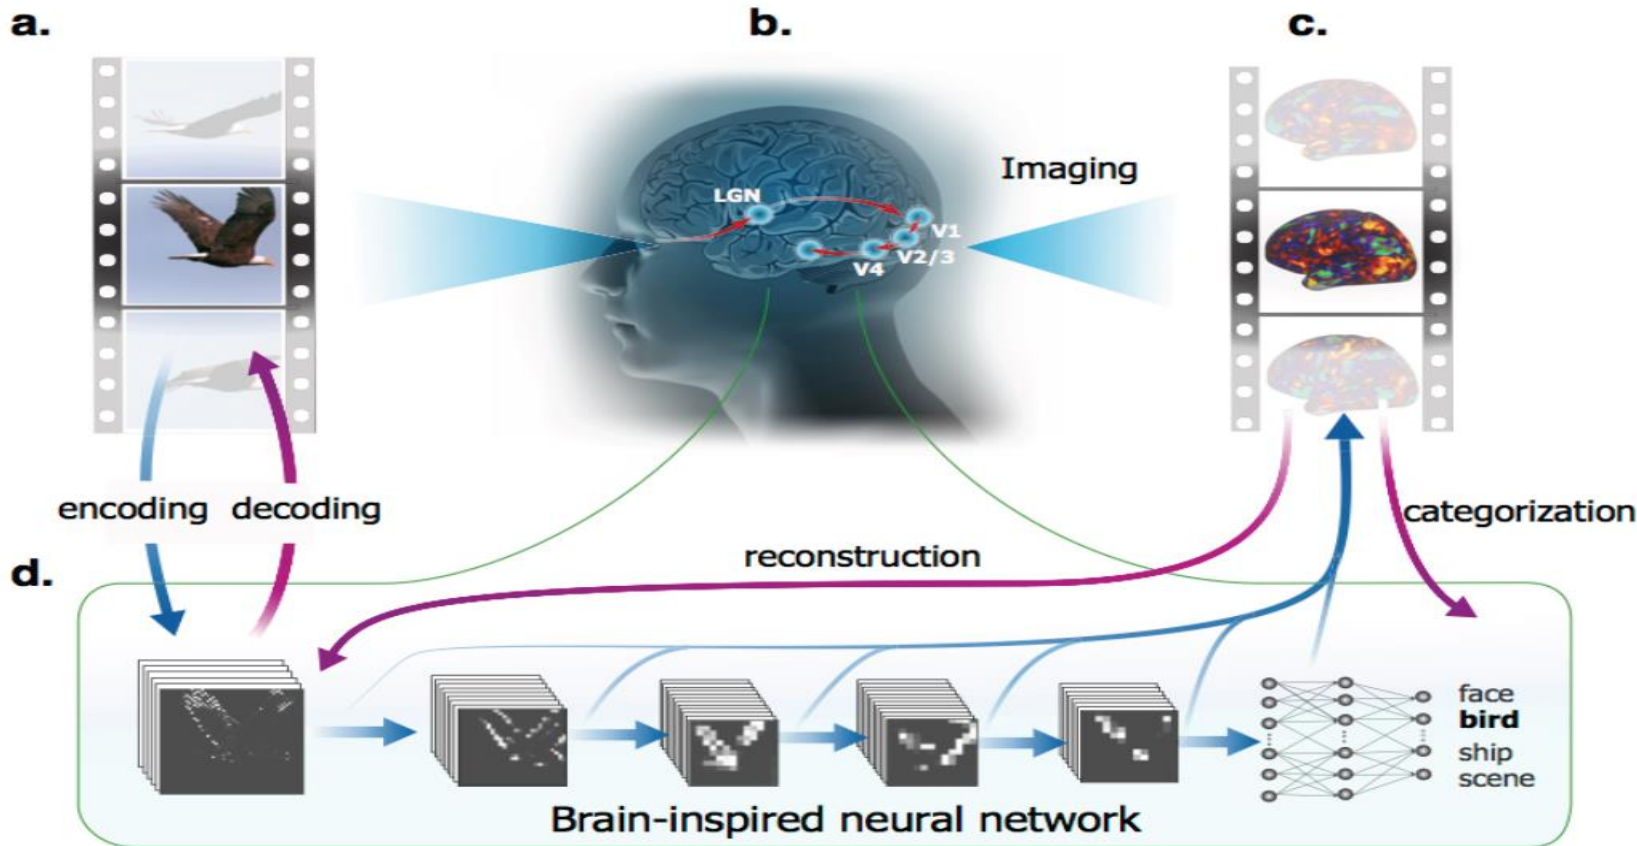 a.
b.
c.
Imaging
LGN
V1
V2/3
V4
encoding
decoding
categorization
reconstruction
d.
face
bird
ship
scene
Brain-inspired neural network